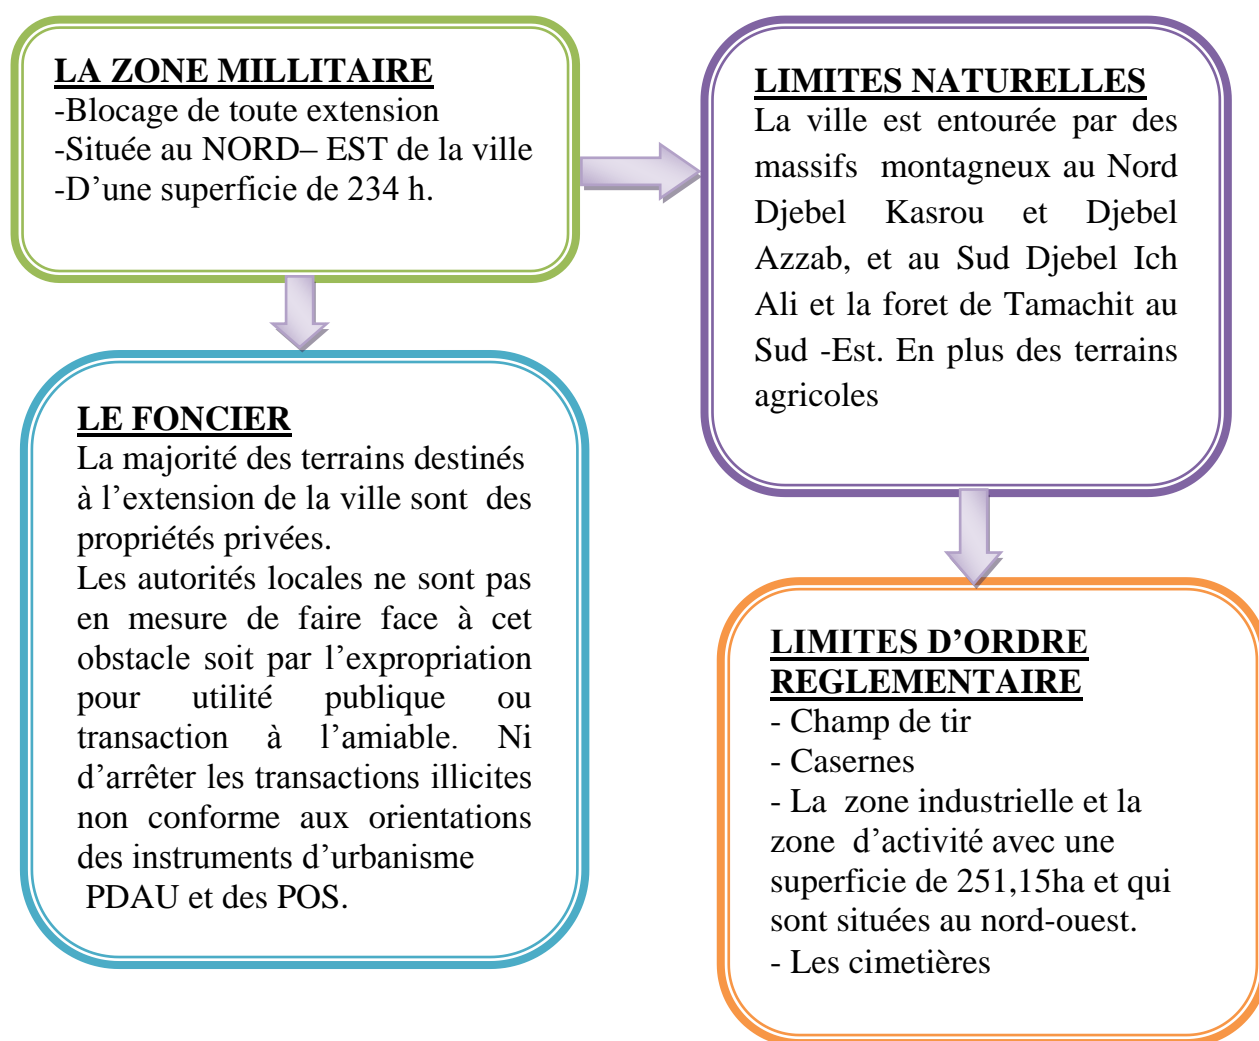 LA ZONE MILLITAIRE
-Blocage de toute extension
-Située au NORD– EST de la ville
-D’une superficie de 234 h.
LIMITES NATURELLES
La ville est entourée par des
massifs montagneux au Nord
Djebel Kasrou et Djebel
Azzab, et au Sud Djebel Ich
Ali et la foret de Tamachit au
Sud -Est. En plus des terrains
agricoles
LE FONCIER
La majorité des terrains destinés
à l’extension de la ville sont des
propriétés privées.
Les autorités locales ne sont pas
en mesure de faire face à cet
obstacle soit par l’expropriation
pour utilité publique ou
transaction à l’amiable. Ni
d’arrêter les transactions illicites
non conforme aux orientations
des instruments d’urbanisme
PDAU et des POS.
LIMITES D’ORDRE
REGLEMENTAIRE
- Champ de tir
- Casernes
- La zone industrielle et la
zone d’activité avec une
superficie de 251,15ha et qui
sont situées au nord-ouest.
- Les cimetières